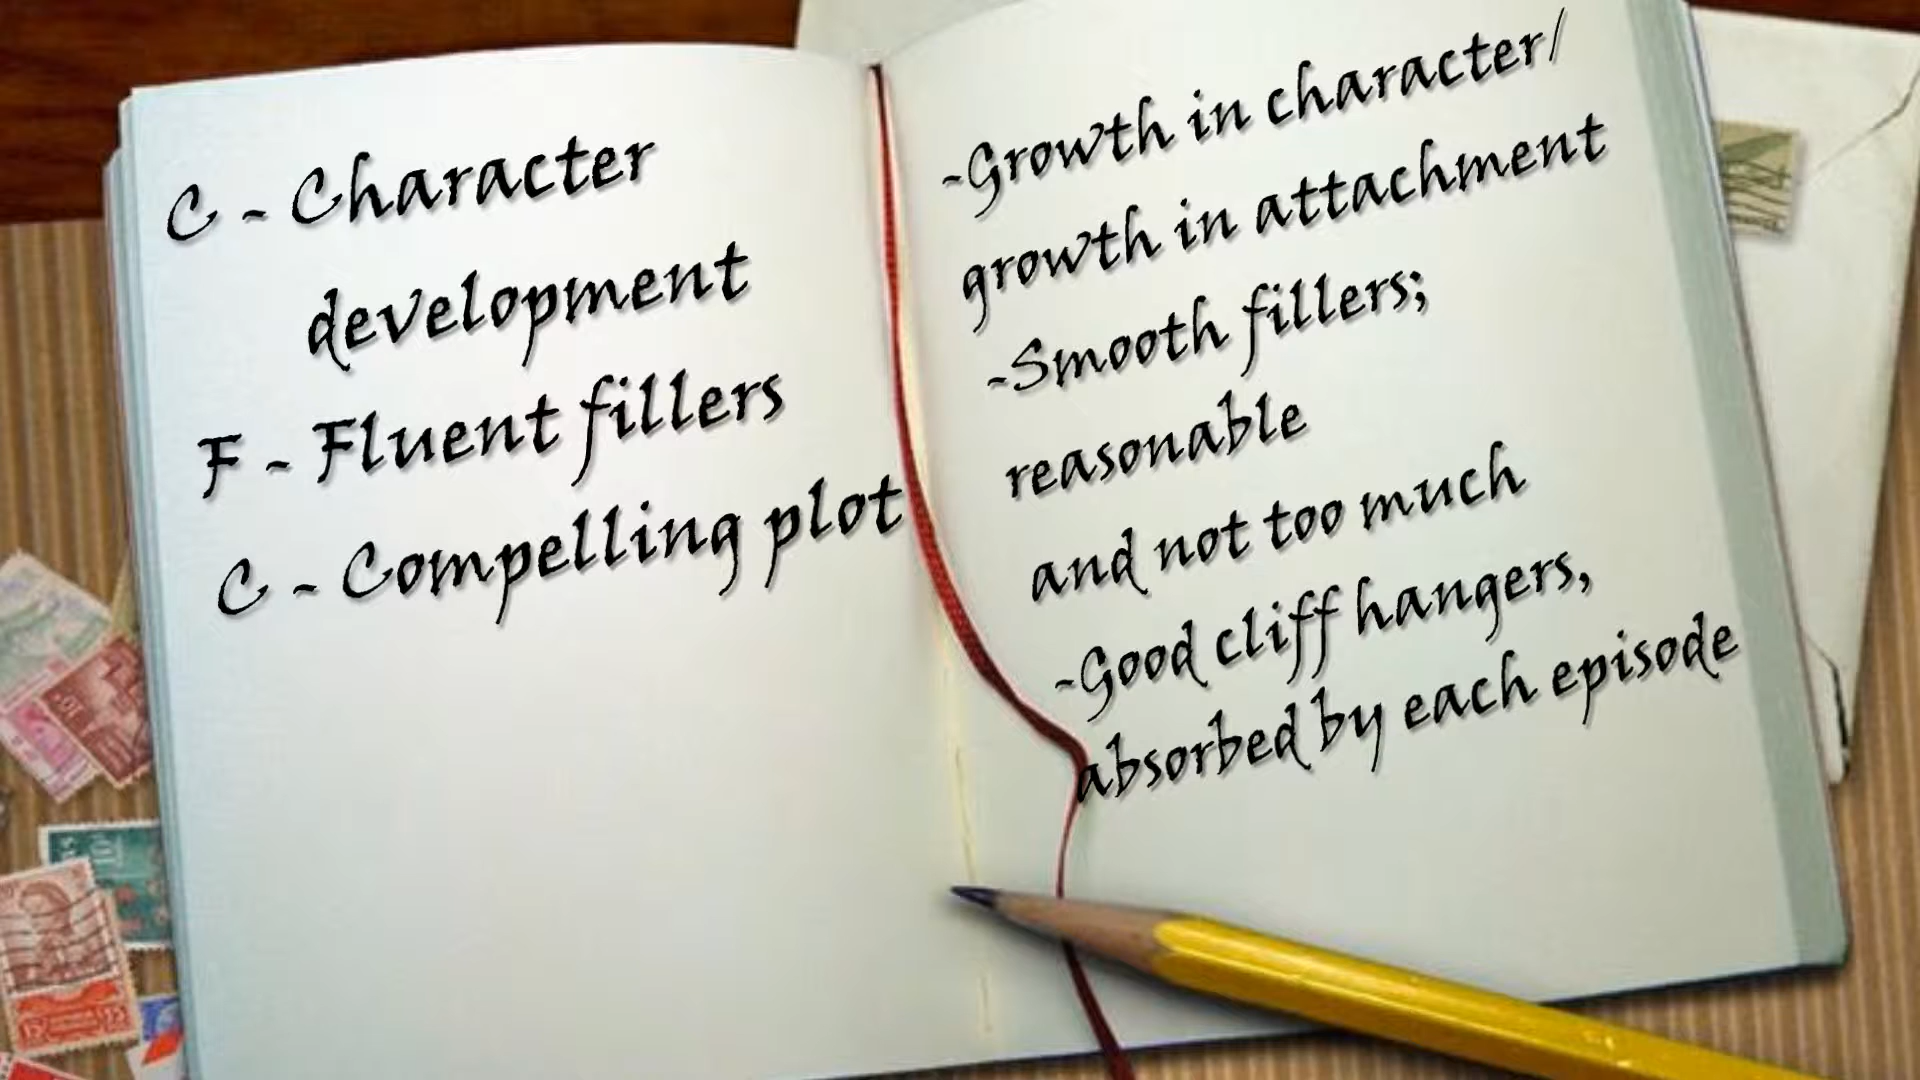 C - Character
development
F - Fluent fillers
C - Compelling plot
-Growth in character/
growth in attachment
-Smooth fillers;
reasonable
and not too much
-Good cliff hangers,
absorbed by each episode